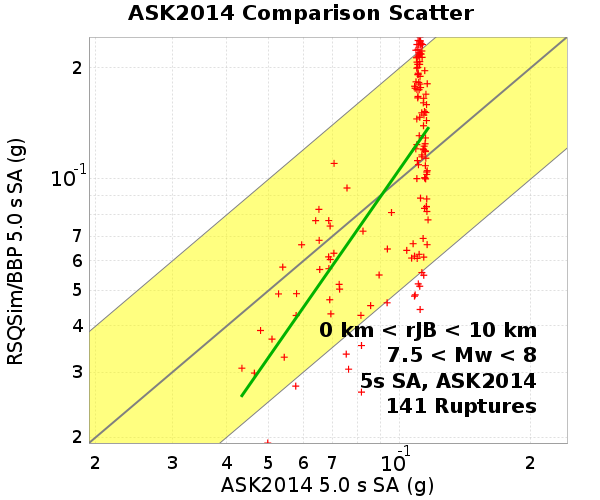 ASK2014 Comparison Scatter
RSQSim/BBP 5.0 s SA (g)
2
10-1
7
6
5
4
3
2
0 km < rJB < 10 km
7.5 < Mw < 8
5s SA, ASK2014
141 Ruptures
2 3 4 5 6 7 10-1 2
ASK2014 5.0 s SA (g)